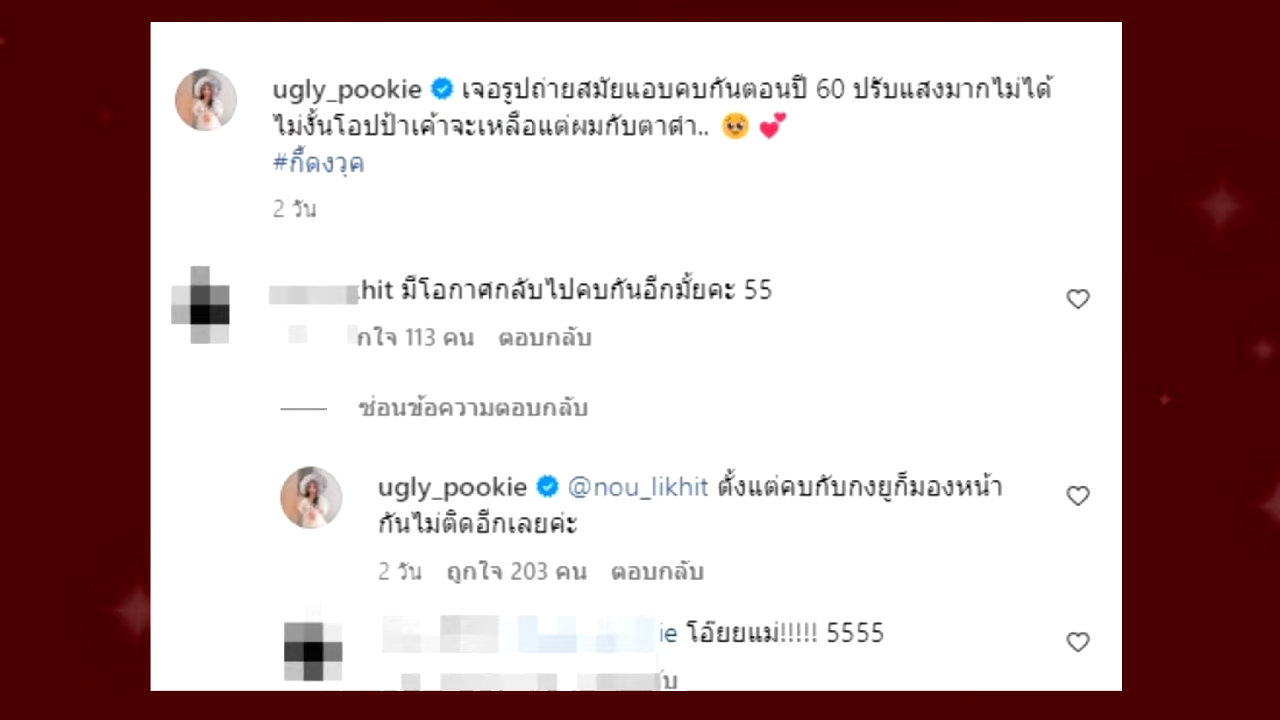 ugly_pookie เจอรูปถ่ายสมัยแอบคบกันตอนปี 60 ปรับแสงมากไม่ได้
ไม่งั้นโอปป้าเค้าจะเหลือแต่ผมกับตาดำ.. 🥺 💕
#กี้ดงวุค
2 วัน
hit มีโอกาศกลับไปคบกันอีกมั้ยคะ 55
กใจ 113 คน ตอบกลับ
ซ่อนข้อความตอบกลับ
ugly_pookie @nou_likhit ตั้งแต่คบกับกงยูก็มองหน้า
กันไม่ติดอีกเลยค่ะ
2 วัน ถูกใจ 203 คน ตอบกลับ
ie โอ๊ยยแม่!!!!! 5555